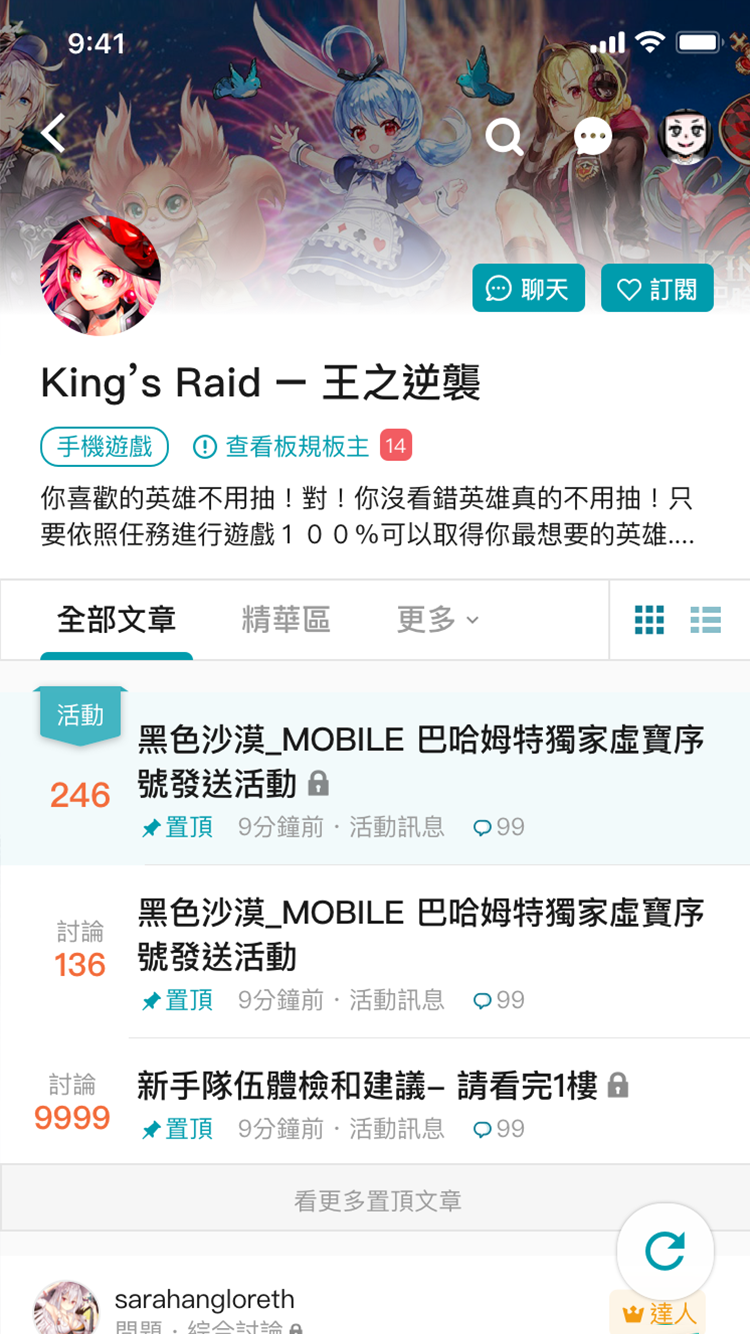 9:41
聊天
訂閱
King's Raid — 王之逆襲
手機遊戲
查看板規板主 14
你喜歡的英雄不用抽！對！你沒看錯英雄真的不用抽！只
要依照任務進行遊戲１００%可以取得你最想要的英雄....
全部文章 精華區 更多
活動
246
黑色沙漠_MOBILE 巴哈姆特獨家虛寶序
號發送活動
置頂 9分鐘前 · 活動訊息 99
討論
136
黑色沙漠_MOBILE 巴哈姆特獨家虛寶序
號發送活動
置頂 9分鐘前 · 活動訊息 99
討論
9999
新手隊伍體檢和建議– 請看完1樓
置頂 9分鐘前 · 活動訊息 99
看更多置頂文章
sarahangloreth
問題 · 綜合討論
達人